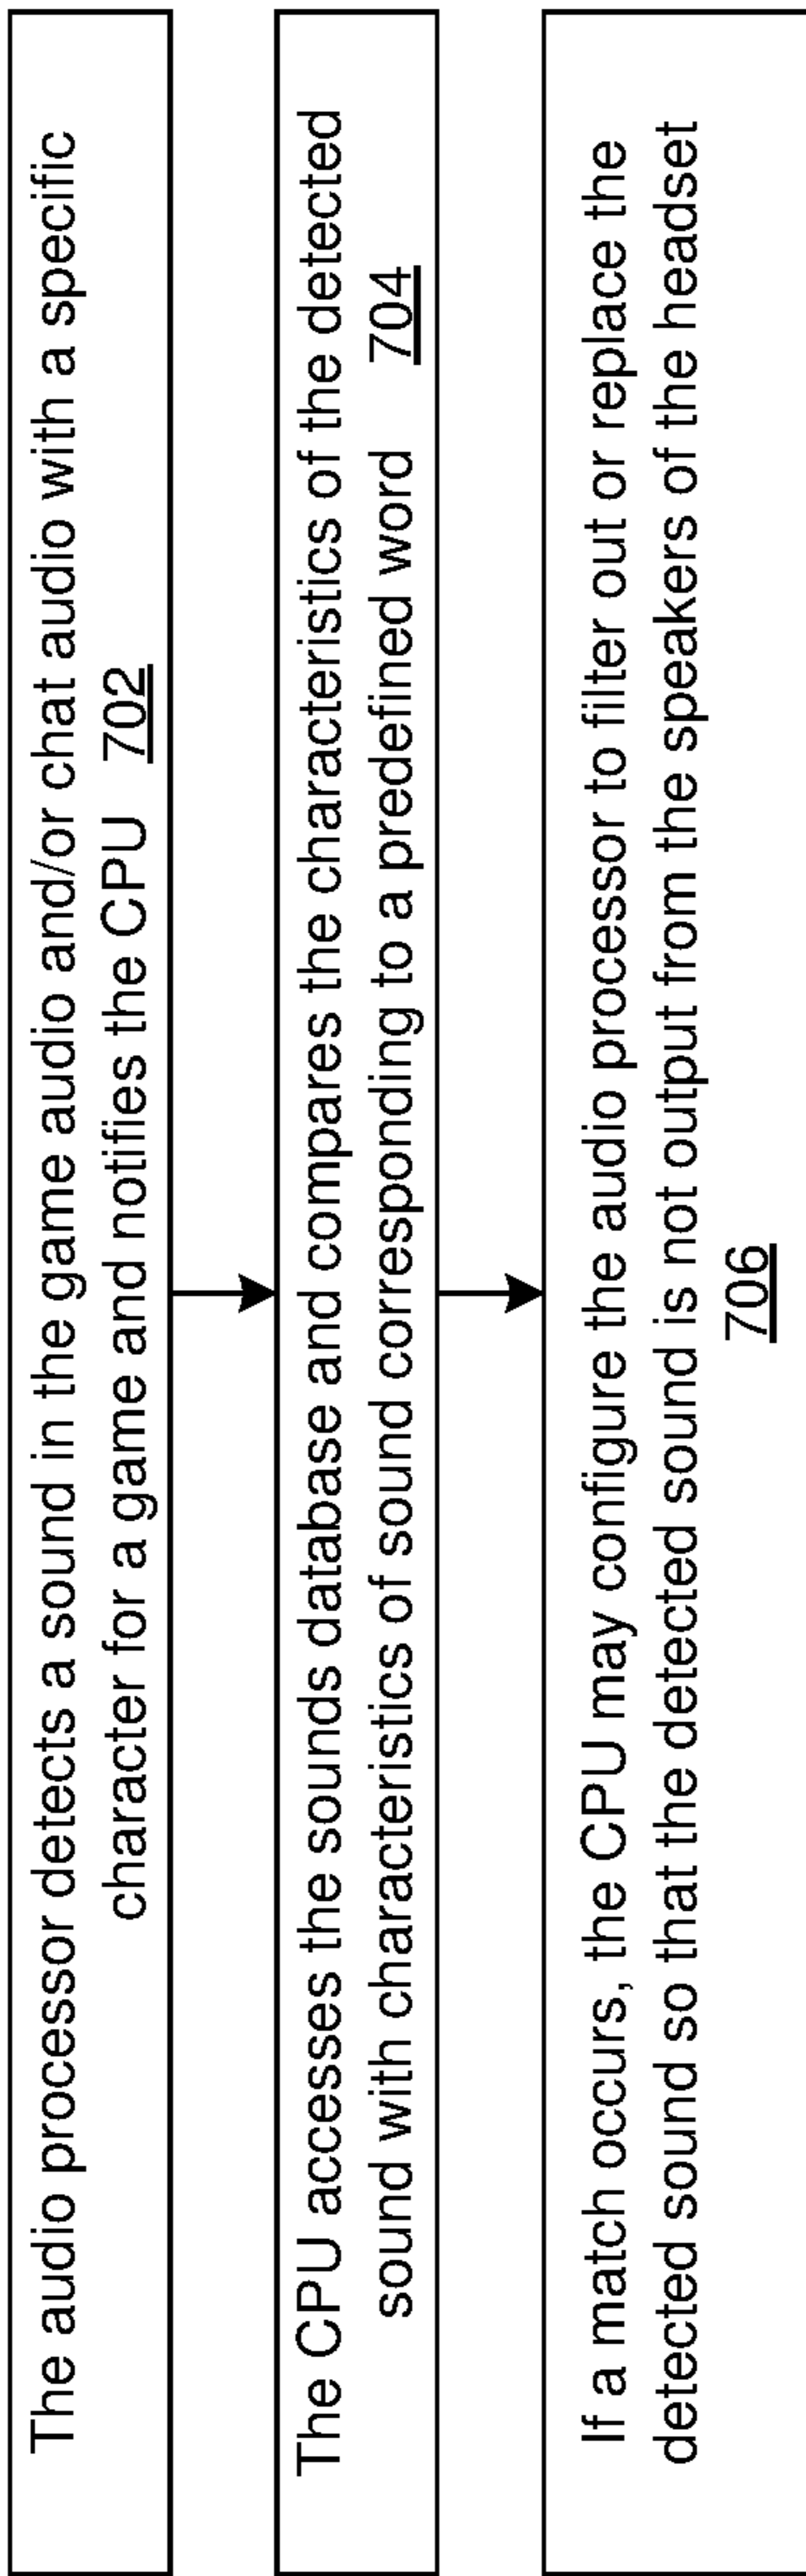 The audio processor detects a sound in the game audio and/or chat audio with a specific
character for a game and notifies the CPU 702
The CPU accesses the sounds database and compares the characteristics of the detected
sound with characteristics of sound corresponding to a predefined word 704
If a match occurs, the CPU may configure the audio processor to filter out or replace the
detected sound so that the detected sound is not output from the speakers of the headset
706